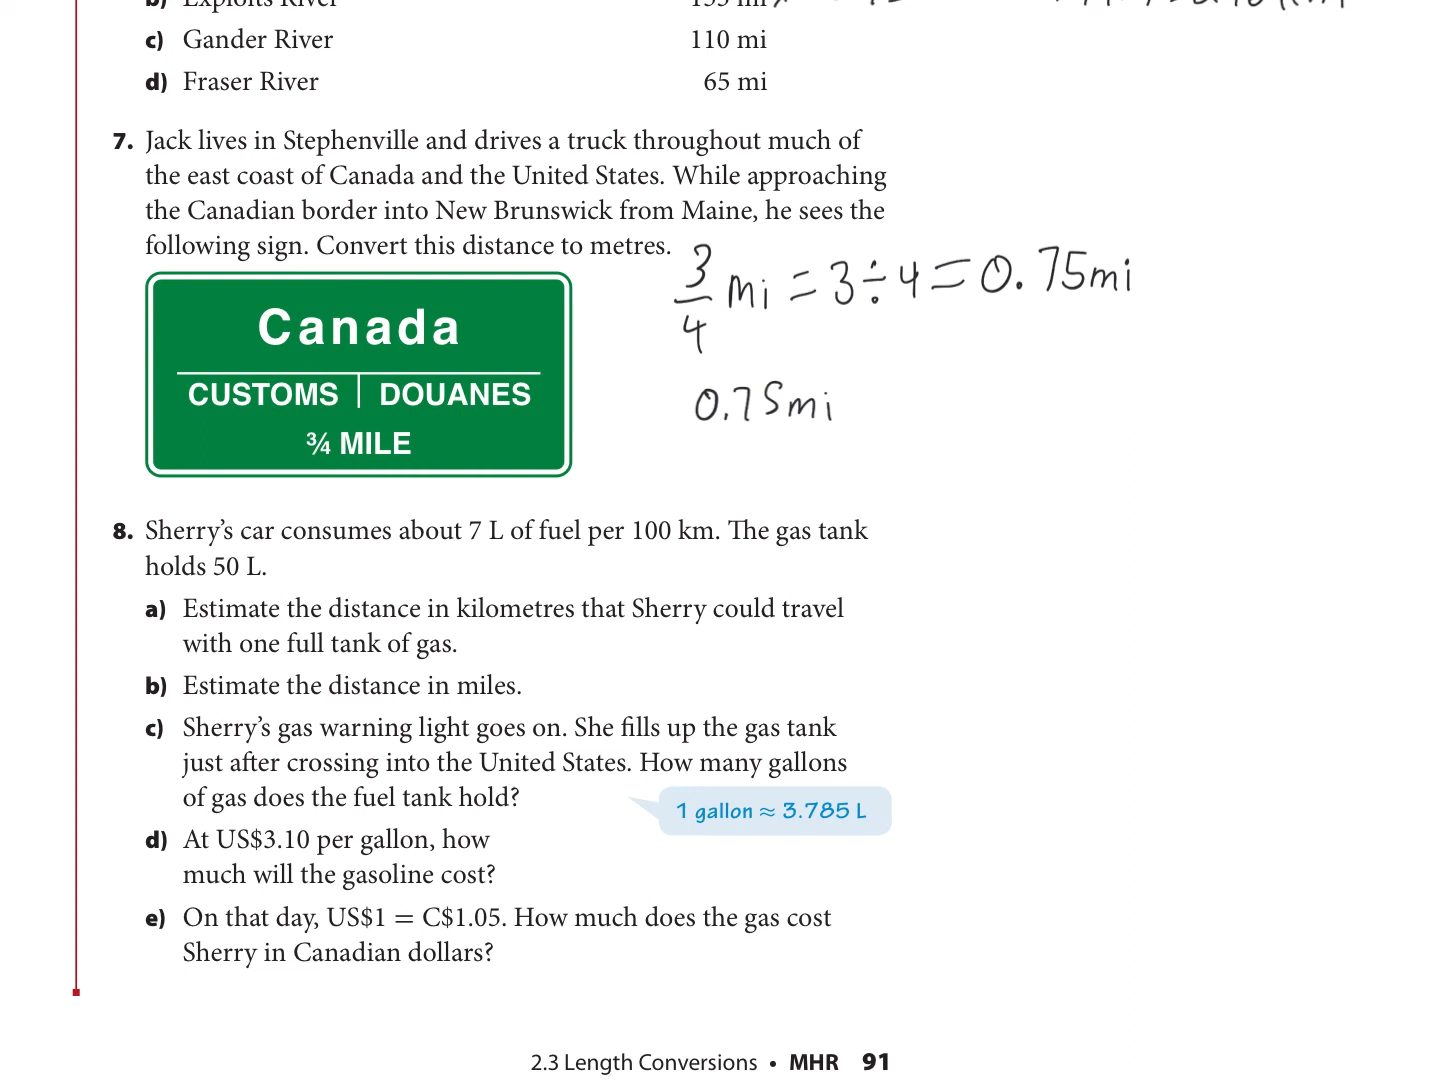 b) Exploits River 155 mi
c) Gander River 110 mi
d) Fraser River 65 mi
7. Jack lives in Stephenville and drives a truck throughout much of
the east coast of Canada and the United States. While approaching
the Canadian border into New Brunswick from Maine, he sees the
following sign. Convert this distance to metres.
3/4 mi = 3 ÷ 4 = 0.75mi
0.75mi
Canada
CUSTOMS | DOUANES
¾ MILE
8. Sherry's car consumes about 7 L of fuel per 100 km. The gas tank
holds 50 L.
a) Estimate the distance in kilometres that Sherry could travel
with one full tank of gas.
b) Estimate the distance in miles.
c) Sherry's gas warning light goes on. She fills up the gas tank
just after crossing into the United States. How many gallons
of gas does the fuel tank hold?
1 gallon ≈ 3.785 L
d) At US$3.10 per gallon, how
much will the gasoline cost?
e) On that day, US$1 = C$1.05. How much does the gas cost
Sherry in Canadian dollars?
2.3 Length Conversions • MHR 91